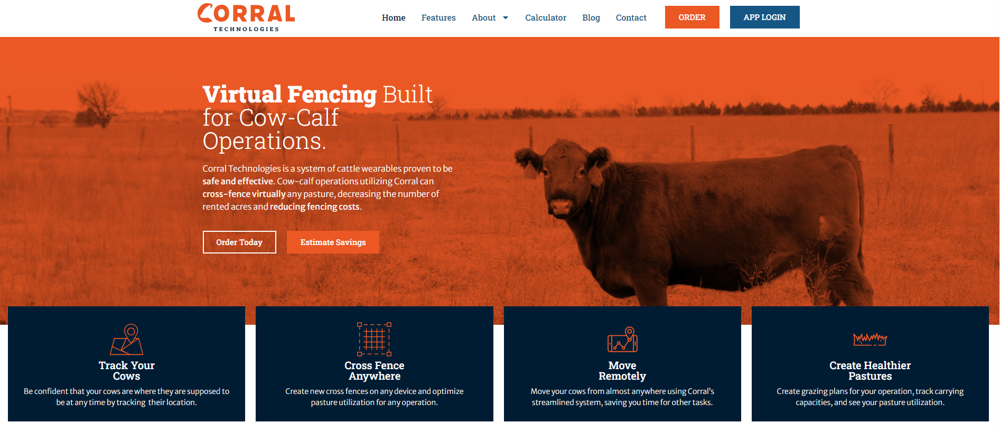 CORRAL
TECHNOLOGIES
Home Features About Calculator Blog Contact ORDER APP LOGIN
Virtual Fencing Built
for Cow-Calf
Operations.
Corral Technologies is a system of cattle wearables proven to be
safe and effective. Cow-calf operations utilizing Corral can
cross-fence virtually any pasture, decreasing the number of
rented acres and reducing fencing costs.
Order Today Estimate Savings
Track Your
Cows
Be confident that your cows are where they are supposed to
be at any time by tracking their location.
Cross Fence
Anywhere
Create new cross fences on any device and optimize
pasture utilization for any operation.
Move
Remotely
Move your cows from almost anywhere using Corral's
streamlined system, saving you time for other tasks.
Create Healthier
Pastures
Create grazing plans for your operation, track carrying
capacities, and see your pasture utilization.